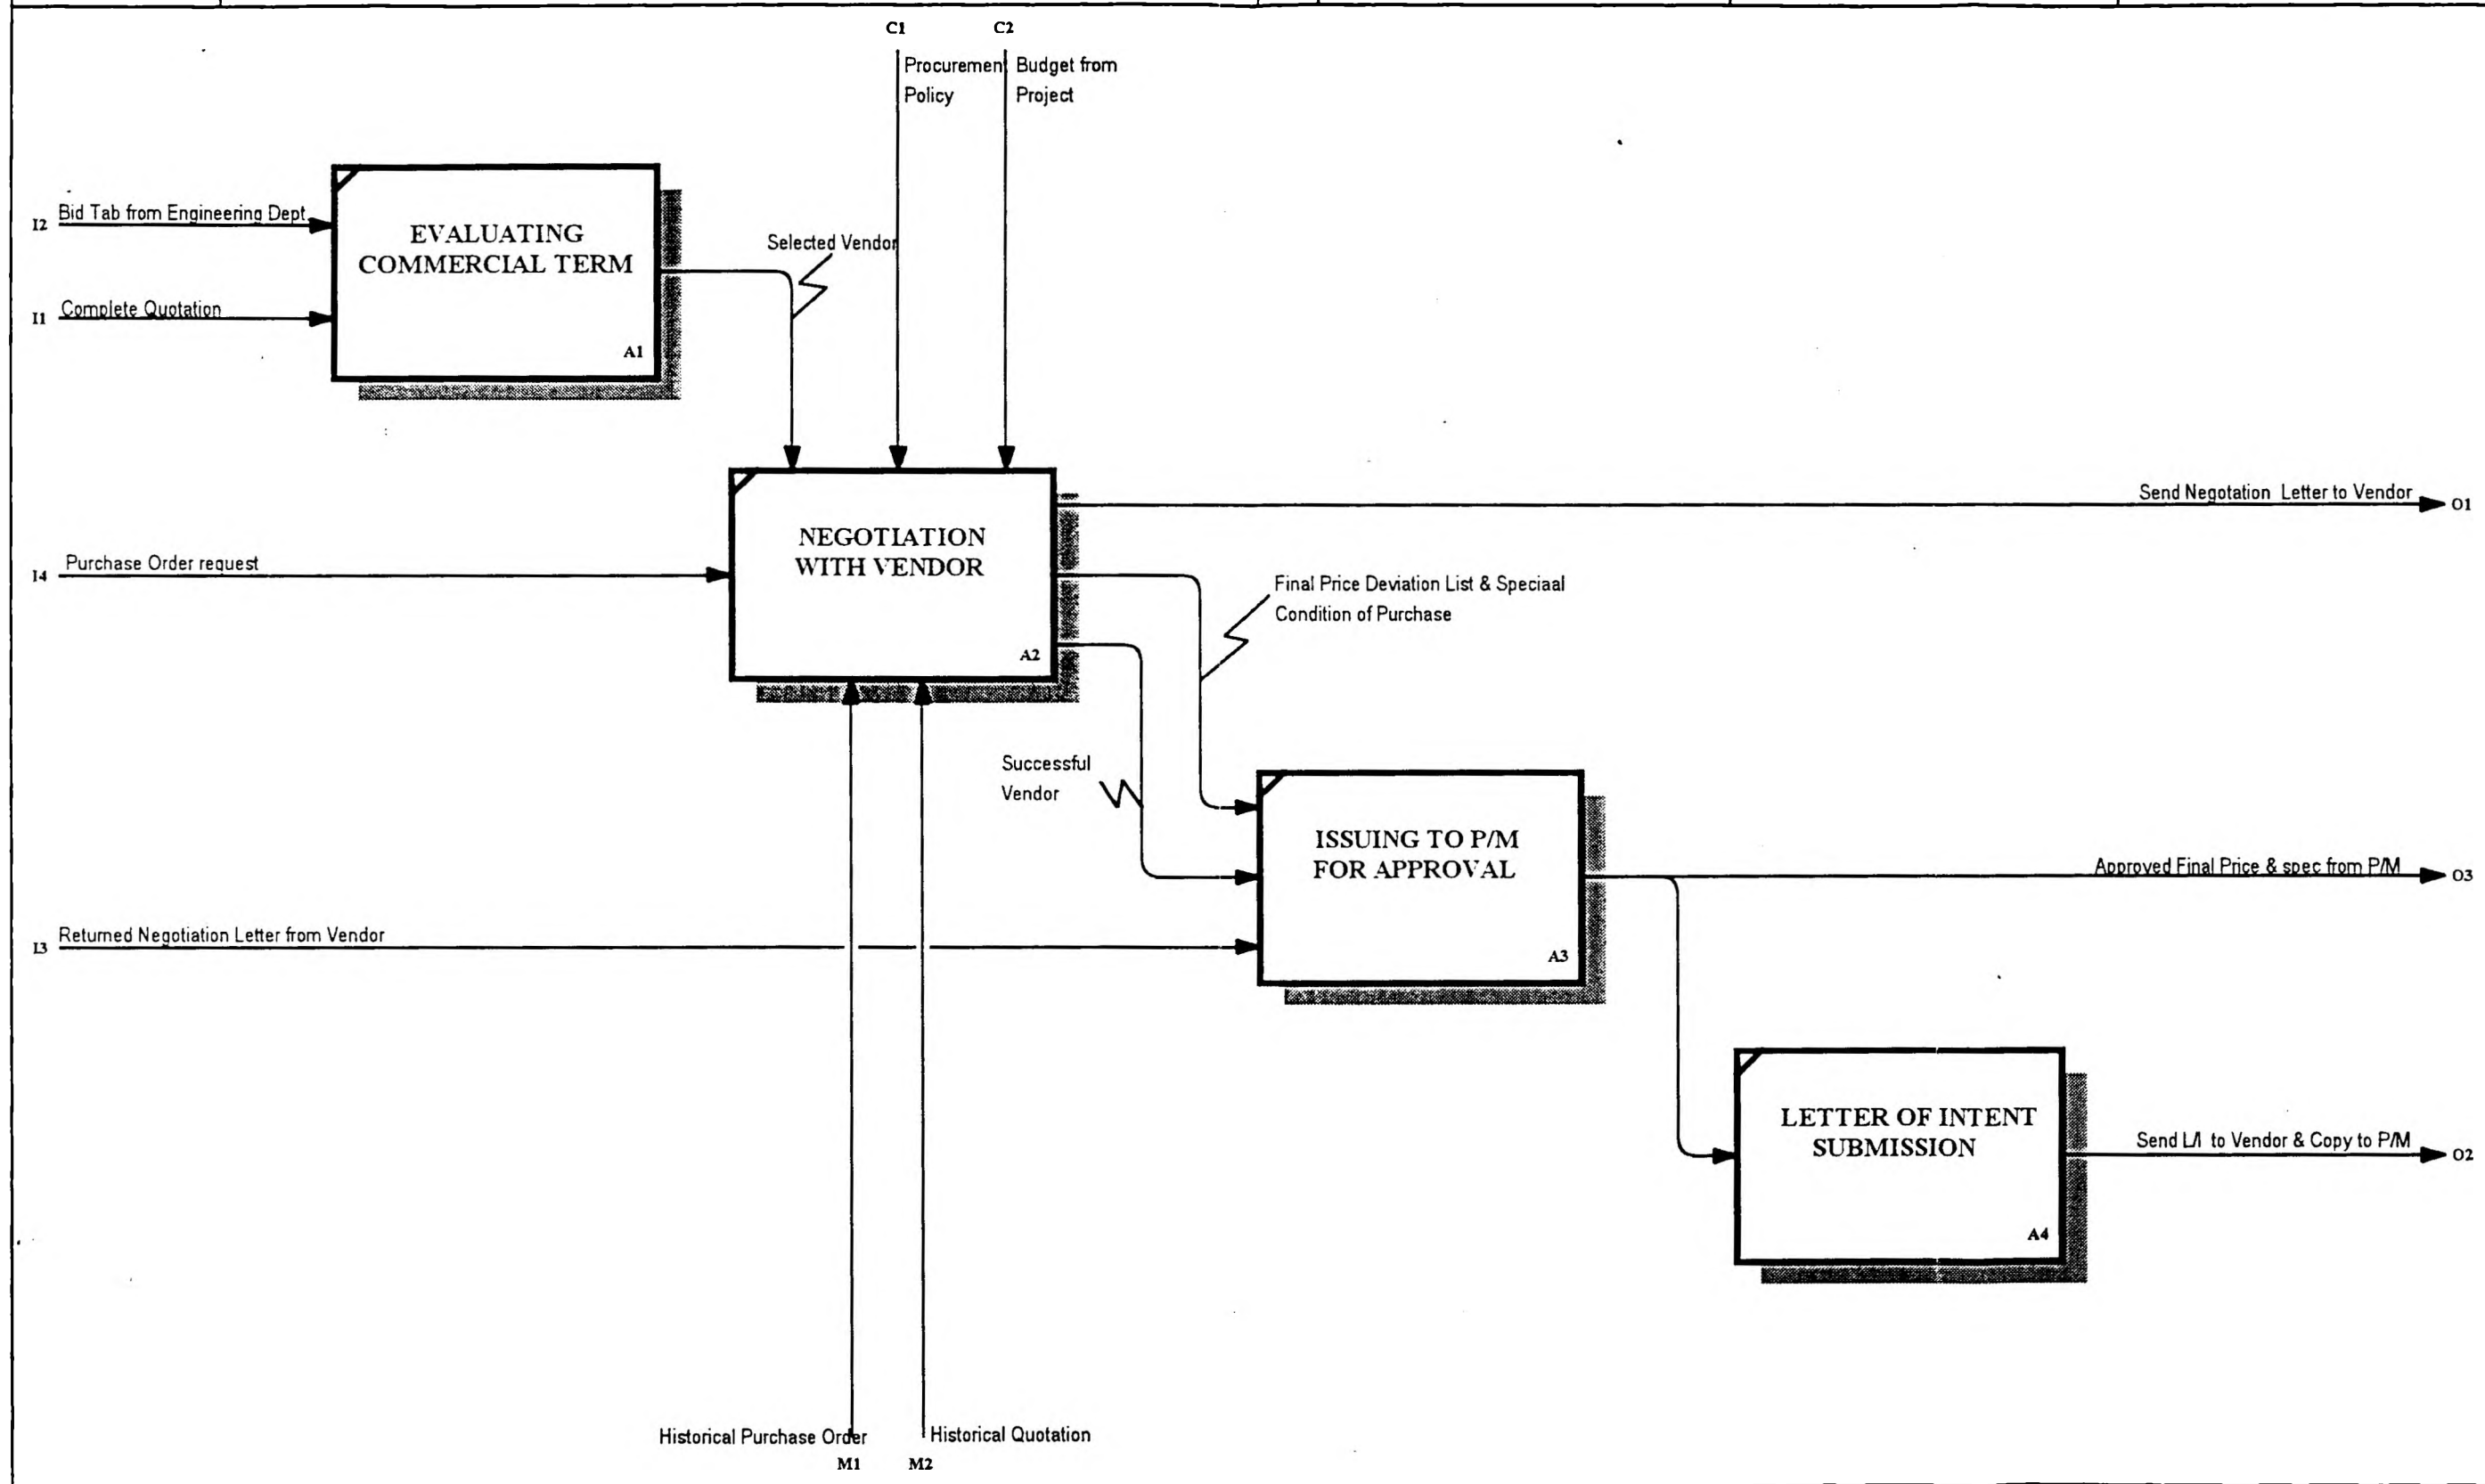 C1
C2
Procurement
Policy
Budget from
Project
I2
Bid Tab from Engineering Dept.
EVALUATING
COMMERCIAL TERM
A1
Selected Vendor
I1
Complete Quotation
Send Negotation Letter to Vendor
O1
NEGOTIATION
WITH VENDOR
A2
I4
Purchase Order request
Final Price Deviation List & Speciaal
Condition of Purchase
Successful
Vendor
ISSUING TO P/M
FOR APPROVAL
A3
Approved Final Price & spec from P/M
O3
I3
Returned Negotiation Letter from Vendor
LETTER OF INTENT
SUBMISSION
A4
Send L/I to Vendor & Copy to P/M
O2
Historical Purchase Order
M1
Historical Quotation
M2